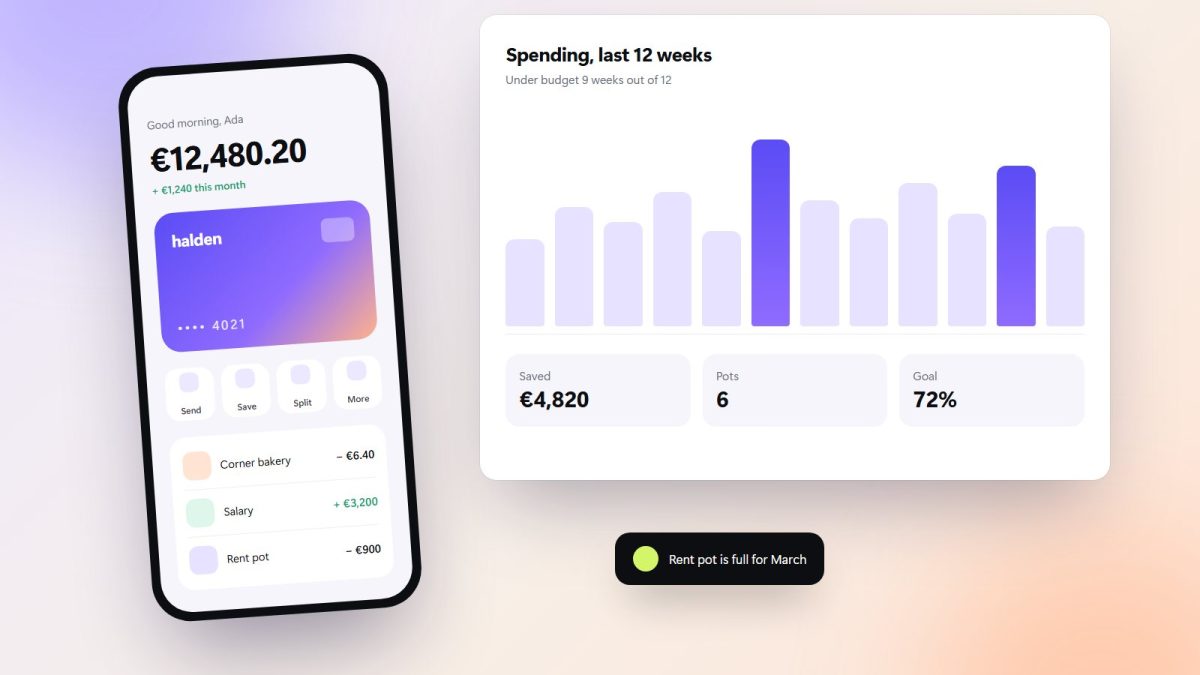 Good morning, Ada
€12,480.20
+ €1,240 this month
halden
•••• 4021
Send Save Split More
Corner bakery – €6.40
Salary + €3,200
Rent pot – €900
Spending, last 12 weeks
Under budget 9 weeks out of 12
Saved Pots Goal
€4,820 6 72%
Rent pot is full for March